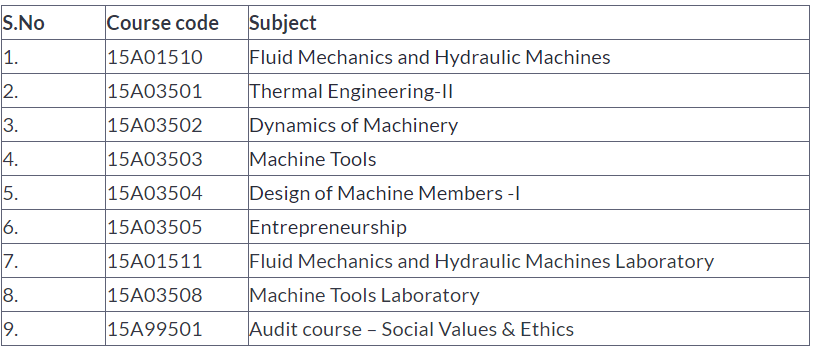 S.No Course code Subject
1. 15A01510 Fluid Mechanics and Hydraulic Machines
2. 15A03501 Thermal Engineering-II
3. 15A03502 Dynamics of Machinery
4. 15A03503 Machine Tools
5. 15A03504 Design of Machine Members -I
6. 15A03505 Entrepreneurship
7. 15A01511 Fluid Mechanics and Hydraulic Machines Laboratory
8. 15A03508 Machine Tools Laboratory
9. 15A99501 Audit course – Social Values & Ethics